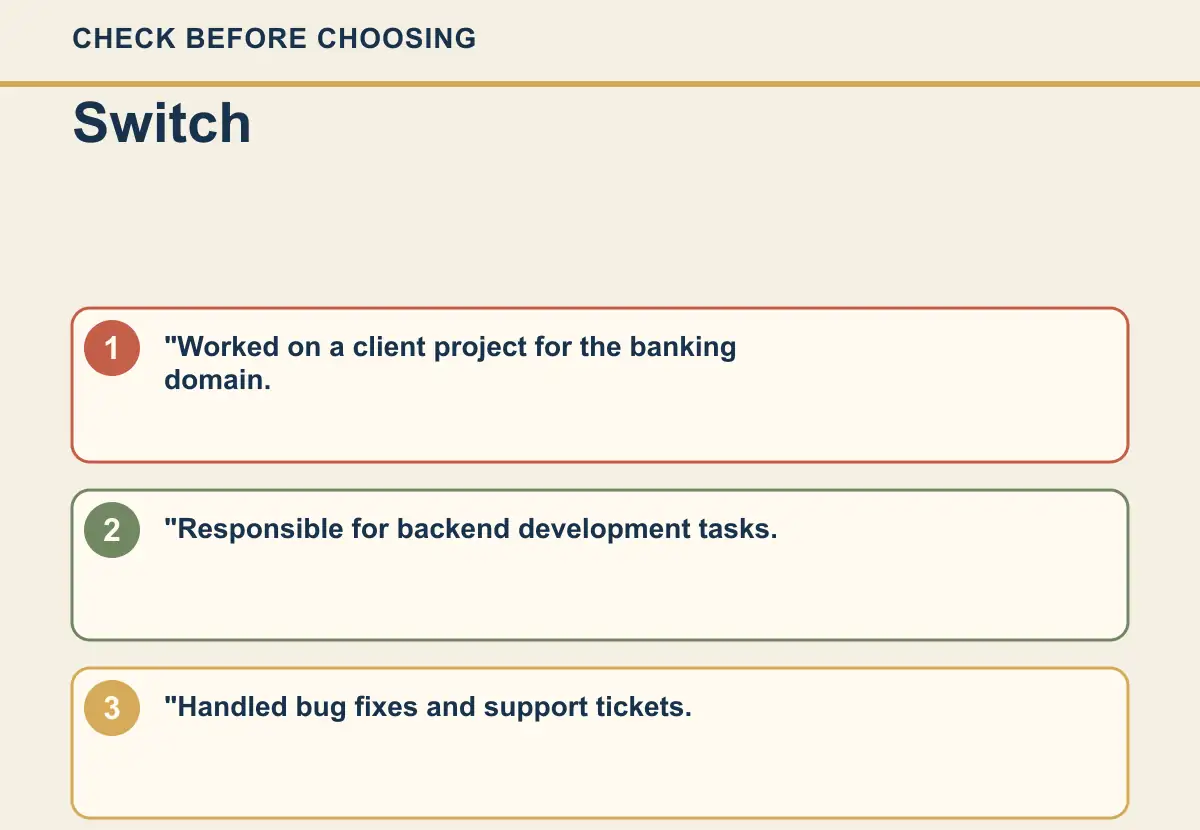 CHECK BEFORE CHOOSING
Switch
1
"Worked on a client project for the banking
domain.
2
"Responsible for backend development tasks.
3
"Handled bug fixes and support tickets.